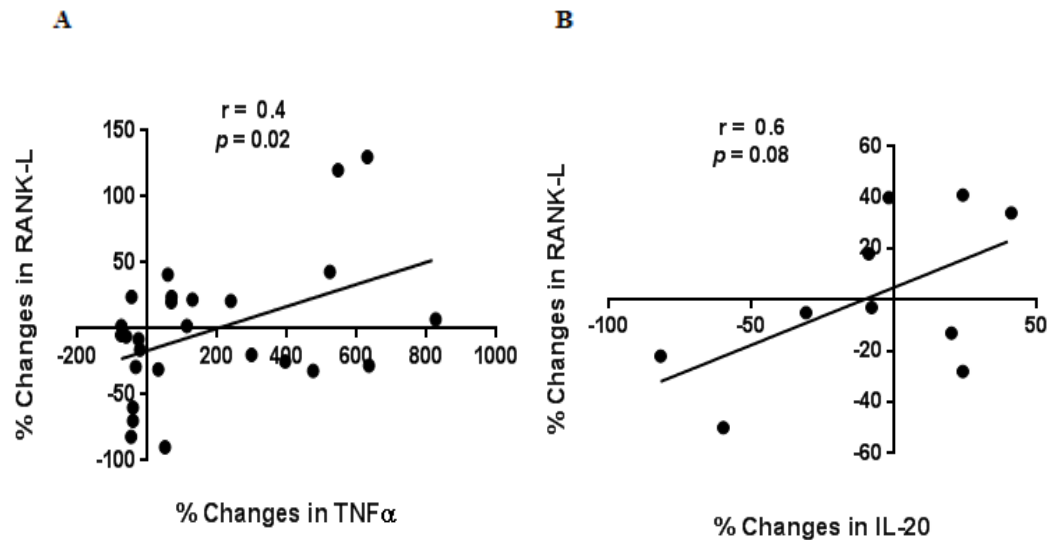 A
r = 0.4
p = 0.02
150
100
50
-50
-100
-200
200
400
600
800
1000
% Changes in RANK-L
% Changes in TNFα
B
r = 0.6
p = 0.08
60
40
20
-20
-40
-60
-100
-50
50
% Changes in RANK-L
% Changes in IL-20